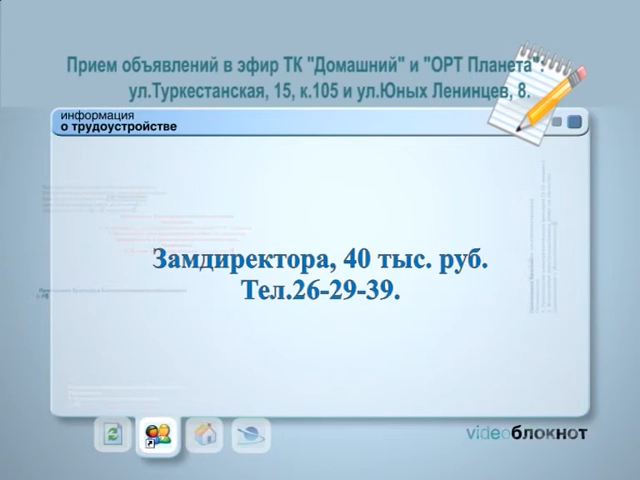 Прием объявлений в эфир ТК "Домашний" и "ОРТ Планета":
ул.Туркестанская, 15, к.105 и ул.Юных Ленинцев, 8.
информация
о трудоустройстве
Замдиректора, 40 тыс. руб.
Тел.26-29-39.
videoблокнот